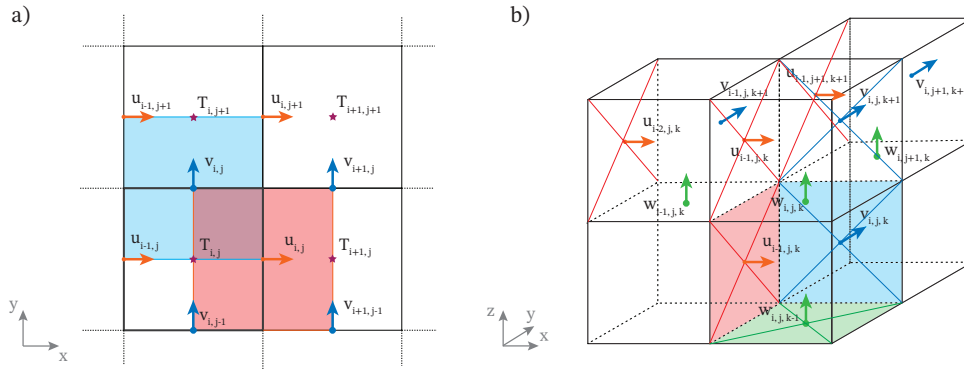 a)
u i-1, j+1
T i, j+1
u i, j+1
T i+1, j+1
v i, j
v i+1, j
u i-1, j
T i, j
u i, j
T i+1, j
v i, j-1
v i+1, j-1
y
x
b)
v i-1, j, k+1
u i-1, j+1, k+1
v i, j, k+1
v i, j+1, k+1
u i-2, j, k
u i-1, j, k
w i, j+1, k
w i-1, j, k
w i, j, k
v i, j, k
u i-1, j, k
w i, j, k-1
z
y
x